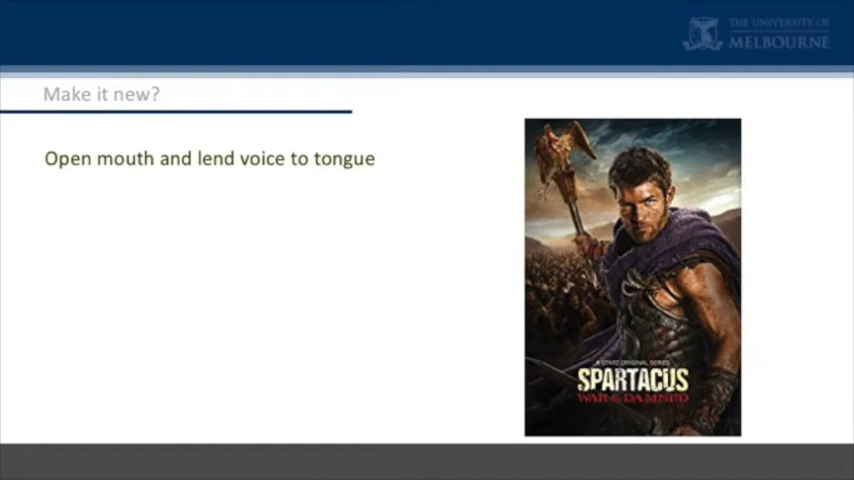 THE UNIVERSITY OF
MELBOURNE
Make it new?
Open mouth and lend voice to tongue
A STARZ ORIGINAL SERIES
SPARTACUS
WAR OF THE DAMNED